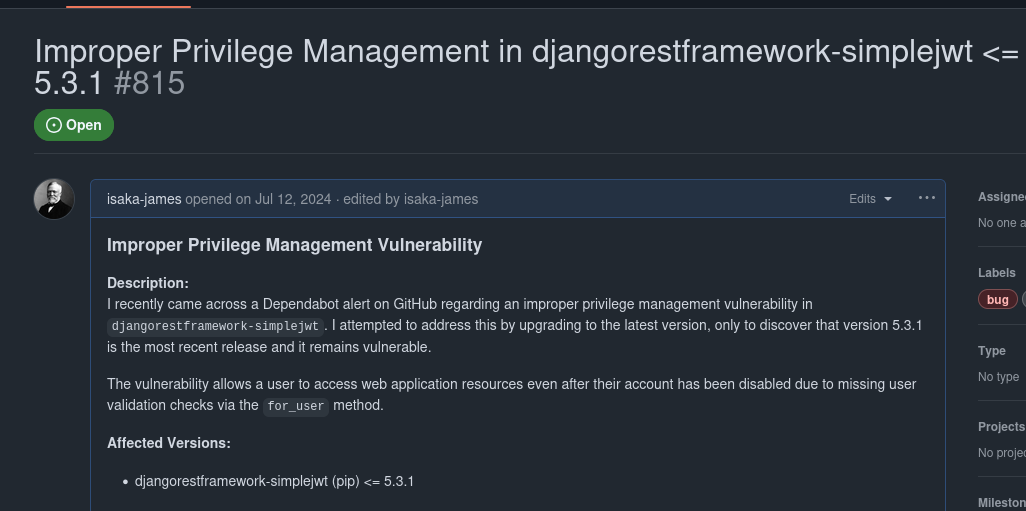 Improper Privilege Management in djangorestframework-simplejwt <=
5.3.1 #815
Open
isaka-james opened on Jul 12, 2024 · edited by isaka-james
Edits
Improper Privilege Management Vulnerability
Description:
I recently came across a Dependabot alert on GitHub regarding an improper privilege management vulnerability in
djangorestframework-simplejwt. I attempted to address this by upgrading to the latest version, only to discover that version 5.3.1
is the most recent release and it remains vulnerable.
The vulnerability allows a user to access web application resources even after their account has been disabled due to missing user
validation checks via the for_user method.
Affected Versions:
• djangorestframework-simplejwt (pip) <= 5.3.1
Assigne
No one a
Labels
bug
Type
No type
Projects
No projec
Mileston